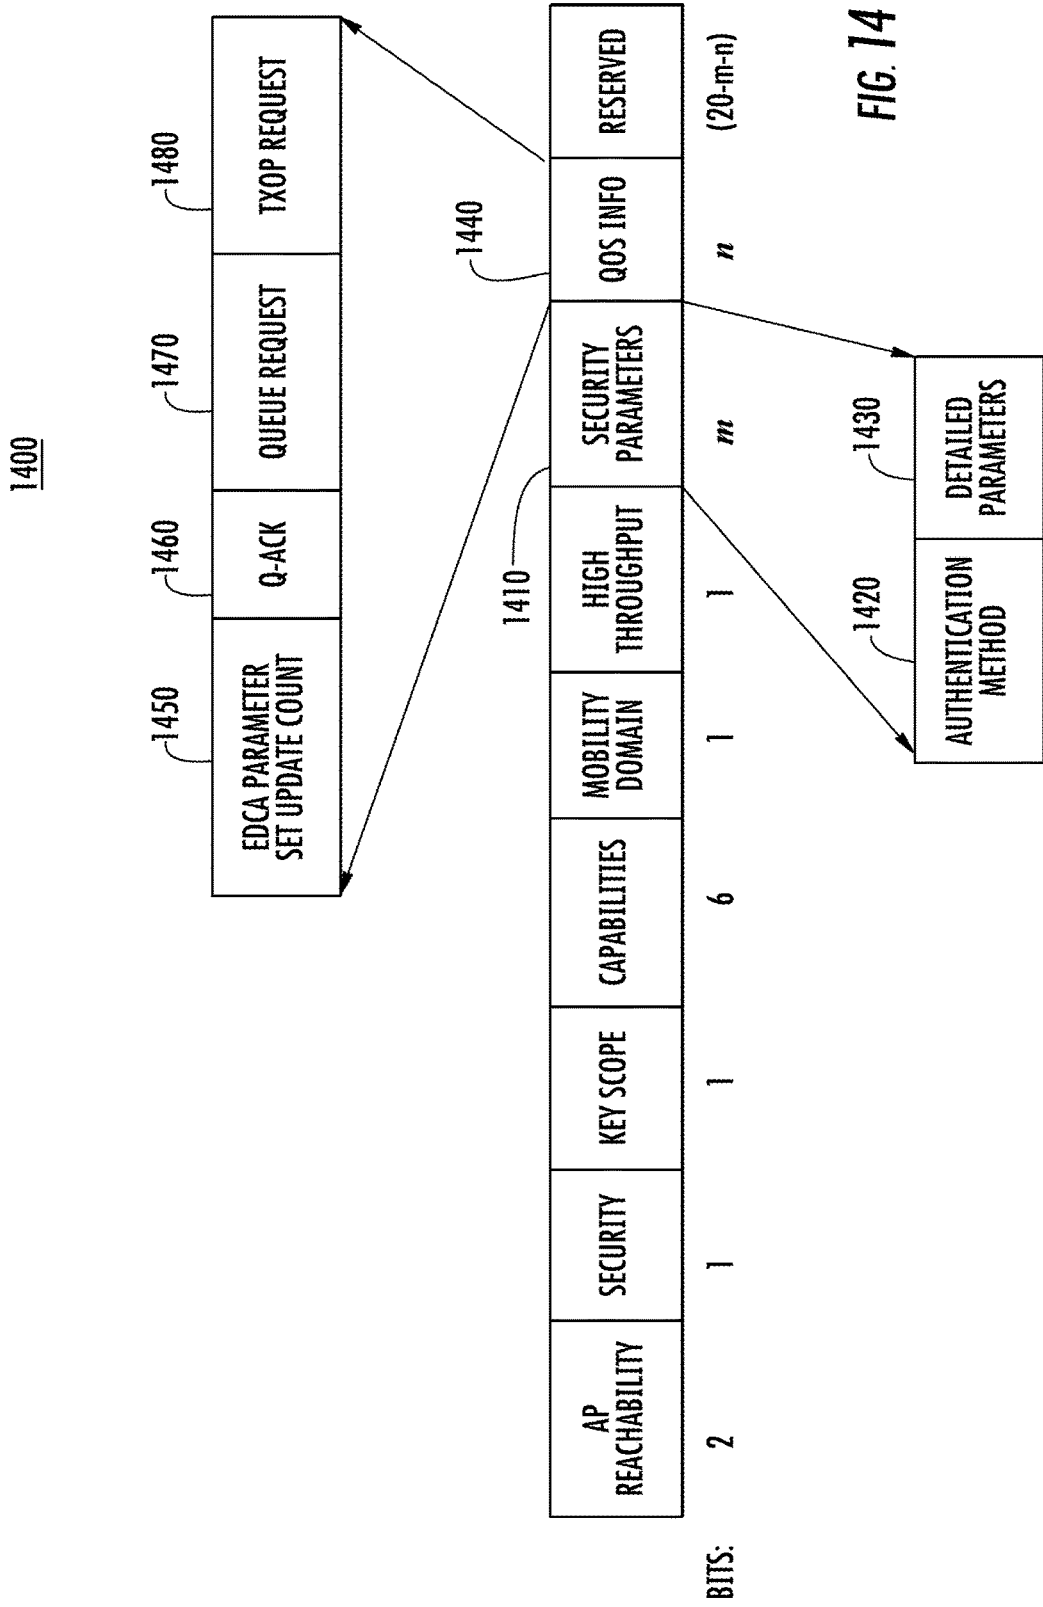 1400
1450
1460
1470
1480
EDCA PARAMETER
SET UPDATE COUNT
Q-ACK
QUEUE REQUEST
TXOP REQUEST
1410
1440
AP
REACHABILITY
SECURITY
KEY SCOPE
CAPABILITIES
MOBILITY
DOMAIN
HIGH
THROUGHPUT
SECURITY
PARAMETERS
QOS INFO
RESERVED
BITS: 2 1 1 6 1 1 m n (20-m-n)
1420
1430
AUTHENTICATION
METHOD
DETAILED
PARAMETERS
FIG. 14